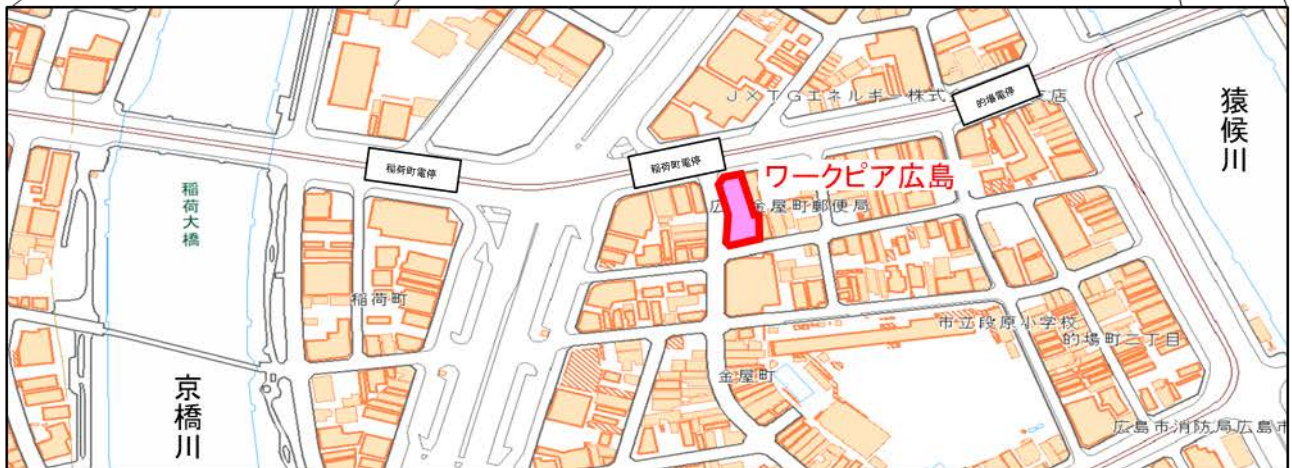 JXTGエネルギー株式
店
的場電停
猿候川
稲荷町電停
稲荷町電停
ワークピア広島
広
金屋町郵便局
稲荷大橋
稲荷町
市立段原小学校
的場町二丁目
金屋町
京橋川
広島市消防局広島市